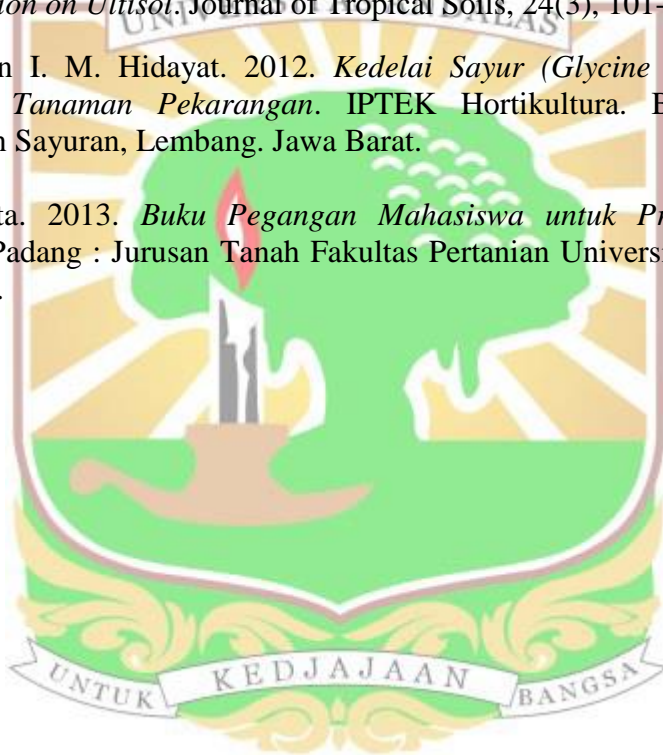 ion on Ultisol. Journal of Tropical Soils, 24(3), 101-
UNIVERSITAS ANDALAS
n I. M. Hidayat. 2012. Kedelai Sayur (Glycine
Tanaman Pekarangan. IPTEK Hortikultura. B
n Sayuran, Lembang. Jawa Barat.
ta. 2013. Buku Pegangan Mahasiswa untuk Pr
Padang : Jurusan Tanah Fakultas Pertanian Universi
.
UNTUK KEDJAJAAN BANGSA